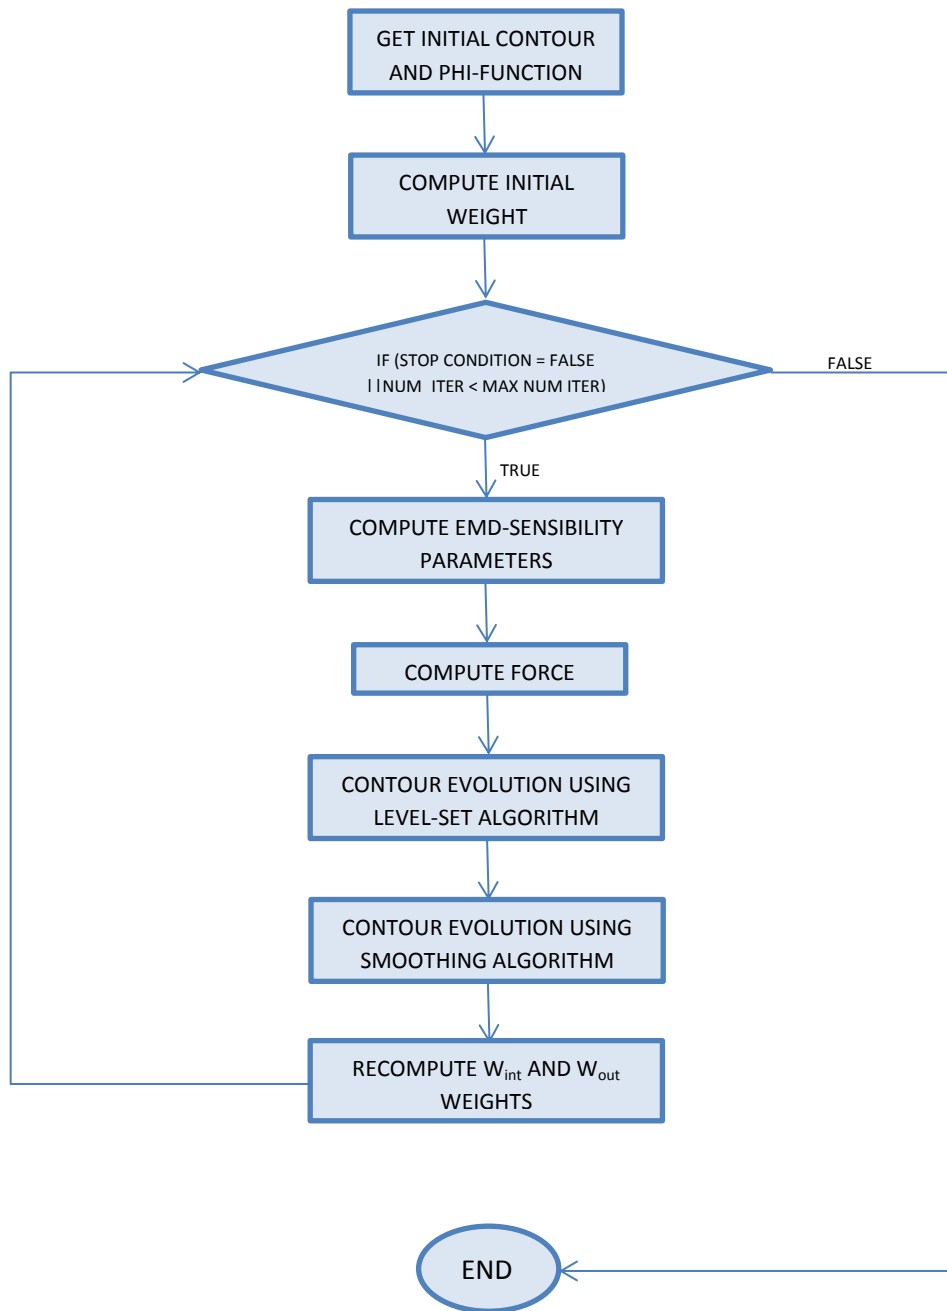 GET INITIAL CONTOUR
AND PHI-FUNCTION
COMPUTE INITIAL
WEIGHT
IF (STOP CONDITION = FALSE
||NUM_ITER < MAX NUM ITER)
FALSE
TRUE
COMPUTE EMD-SENSIBILITY
PARAMETERS
COMPUTE FORCE
CONTOUR EVOLUTION USING
LEVEL-SET ALGORITHM
CONTOUR EVOLUTION USING
SMOOTHING ALGORITHM
RECOMPUTE Wint AND Wout
WEIGHTS
END